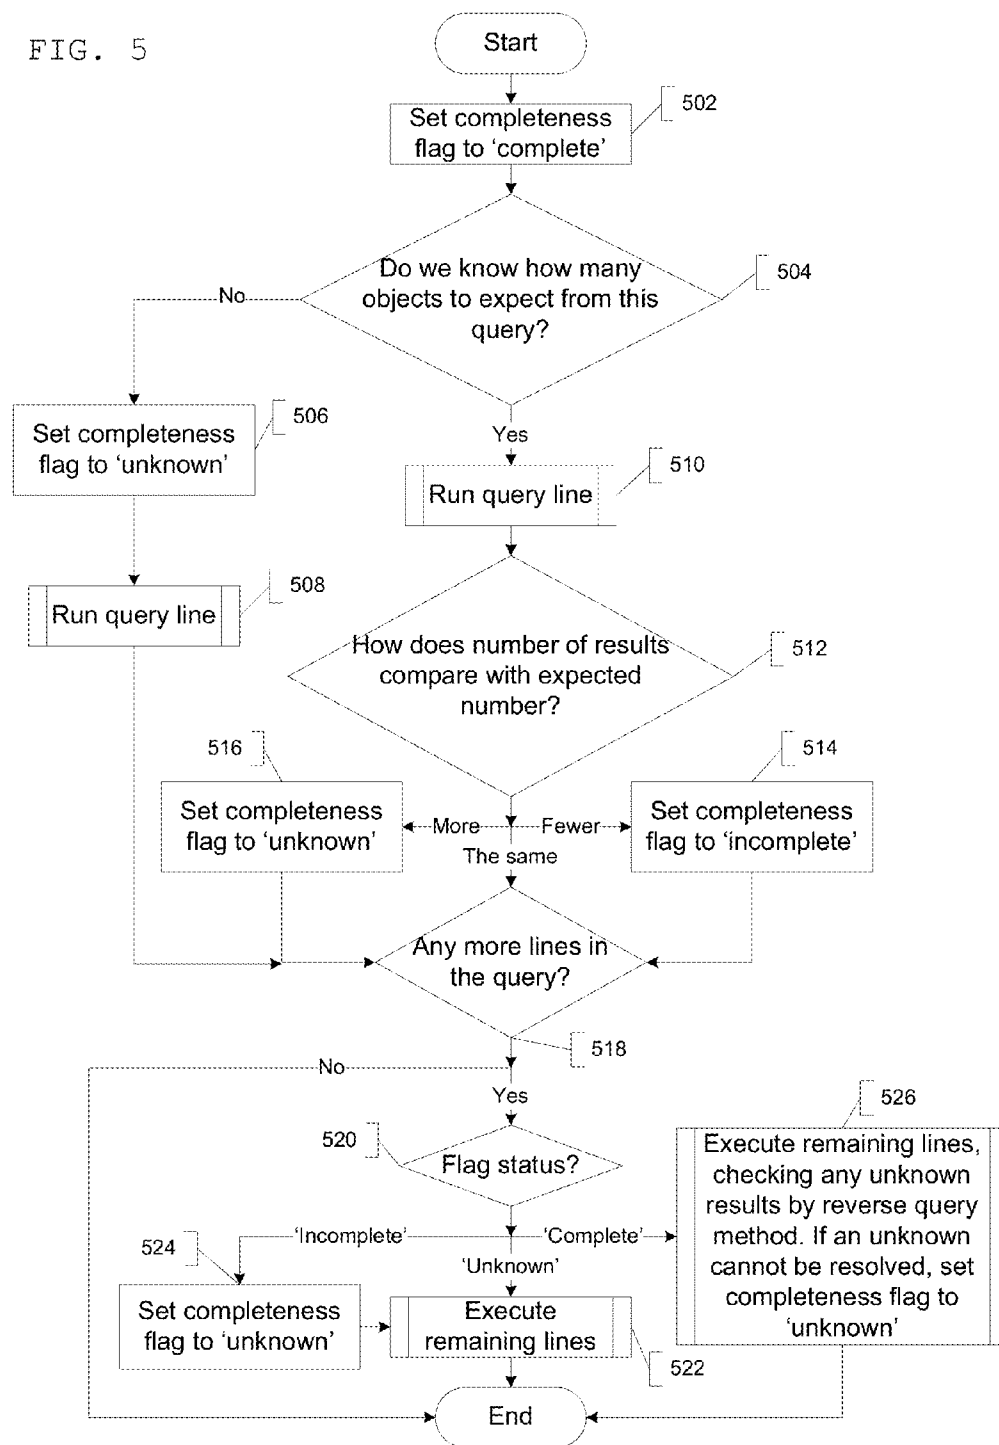 FIG. 5
Start
502
Set completeness
flag to ‘complete’
504
Do we know how many
objects to expect from this
query?
No
506
Set completeness
flag to ‘unknown’
Yes
510
Run query line
508
Run query line
512
How does number of results
compare with expected
number?
516
514
Set completeness
flag to ‘unknown’
More
Fewer
Set completeness
flag to ‘incomplete’
The same
Any more lines in
the query?
518
No
Yes
520
Flag status?
526
Execute remaining lines,
checking any unknown
results by reverse query
method. If an unknown
cannot be resolved, set
completeness flag to
‘unknown’
‘Incomplete’
‘Complete’
524
‘Unknown’
Set completeness
flag to ‘unknown’
Execute
remaining lines
522
End